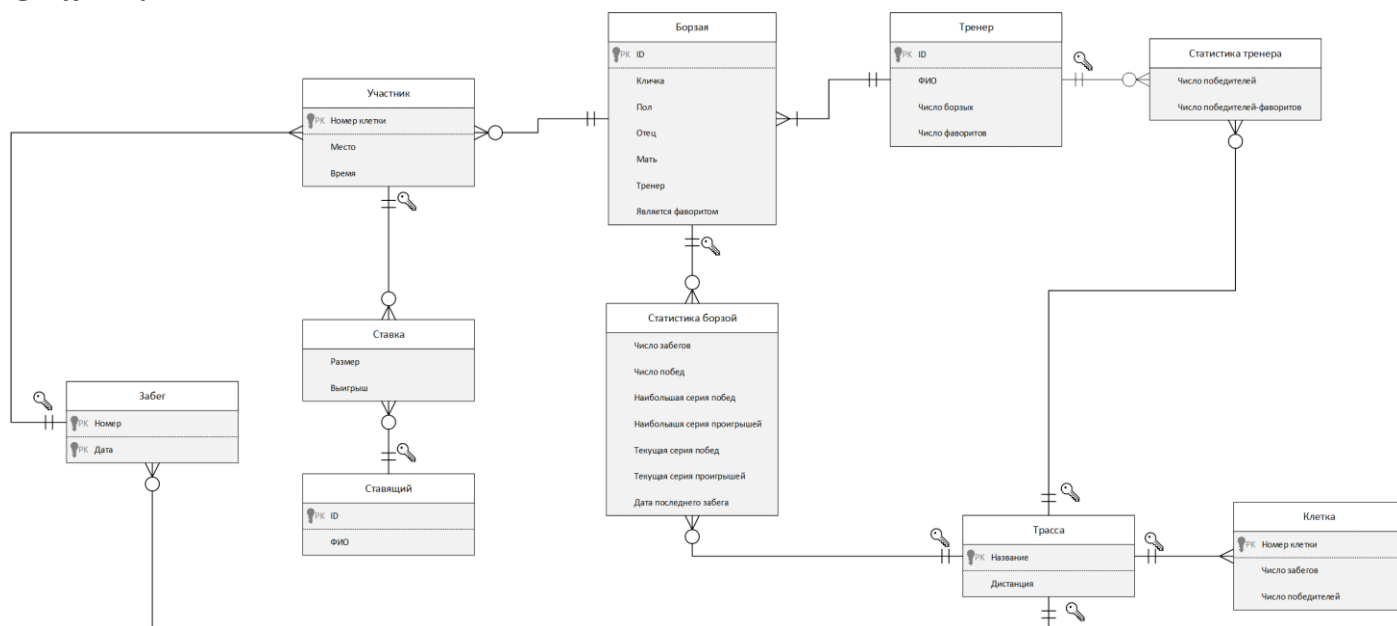 Борзая
PK ID
Кличка
Пол
Отец
Мать
Тренер
Является фаворитом
Тренер
PK ID
ФИО
Число борзых
Число фаворитов
Статистика тренера
Число победителей
Число победителей-фаворитов
Участник
PK Номер клетки
Место
Время
Ставка
Размер
Выигрыш
Статистика борзой
Число забегов
Число побед
Наибольшая серия побед
Наибольшая серия проигрышей
Текущая серия побед
Текущая серия проигрышей
Дата последнего забега
Забег
PK Номер
PK Дата
Ставящий
PK ID
ФИО
Трасса
PK Название
Дистанция
Клетка
PK Номер клетки
Число забегов
Число победителей